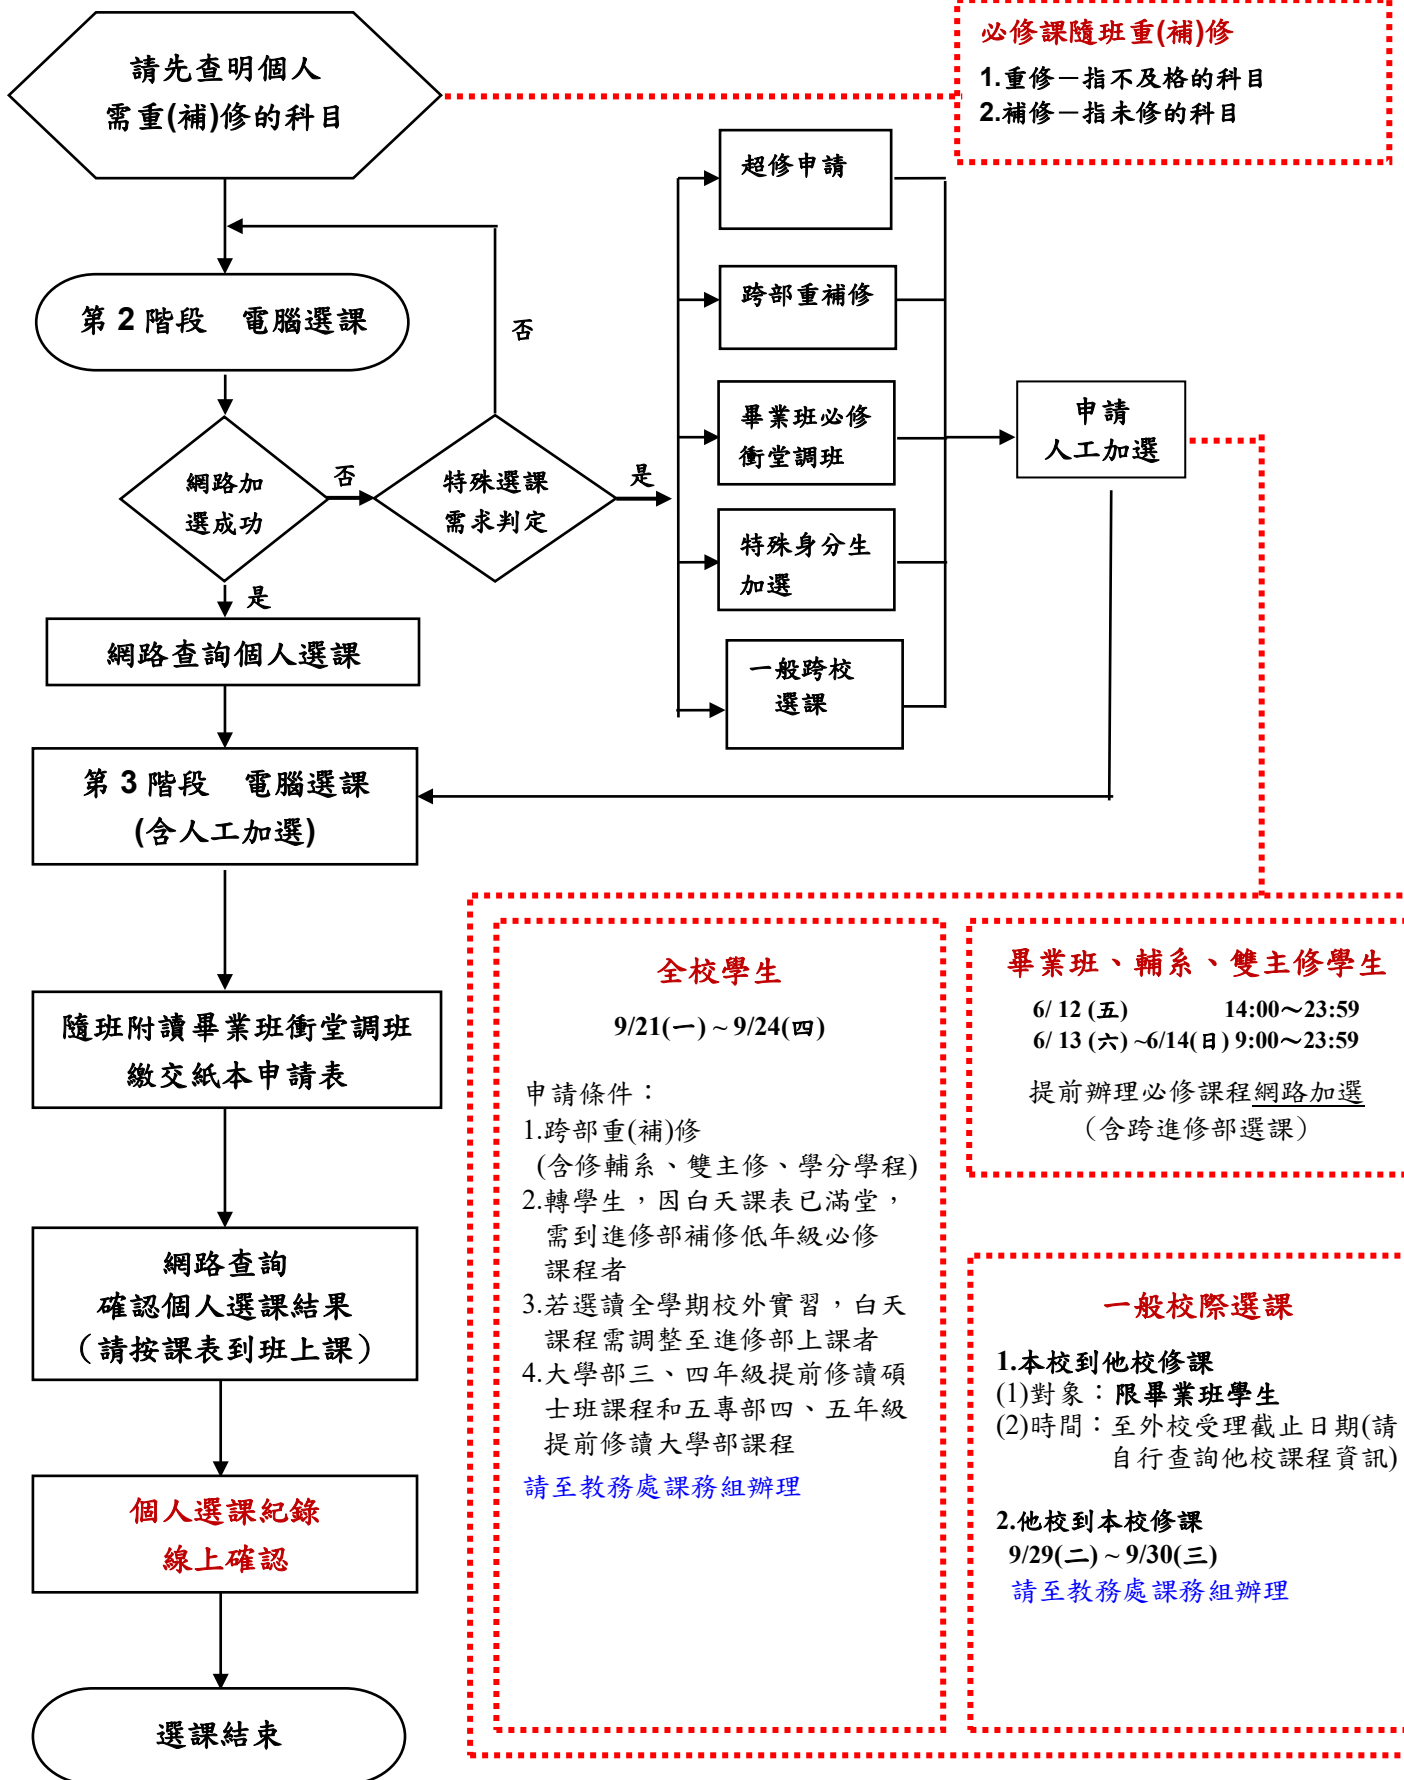 請先查明個人
需重(補)修的科目
必修課隨班重(補)修
1.重修－指不及格的科目
2.補修－指未修的科目
超修申請
跨部重補修
畢業班必修
衝堂調班
特殊身分生
加選
一般跨校
選課
申請
人工加選
第 2 階段　電腦選課
否
網路加
選成功
否
特殊選課
需求判定
是
是
網路查詢個人選課
第 3 階段　電腦選課
(含人工加選)
隨班附讀畢業班衝堂調班
繳交紙本申請表
網路查詢
確認個人選課結果
（請按課表到班上課）
個人選課紀錄
線上確認
選課結束
全校學生
9/21(一) ~ 9/24(四)
申請條件：
1.跨部重(補)修
(含修輔系、雙主修、學分學程)
2.轉學生，因白天課表已滿堂，
需到進修部補修低年級必修
課程者
3.若選讀全學期校外實習，白天
課程需調整至進修部上課者
4.大學部三、四年級提前修讀碩
士班課程和五專部四、五年級
提前修讀大學部課程
請至教務處課務組辦理
畢業班、輔系、雙主修學生
6/ 12 (五) 14:00～23:59
6/ 13 (六) ~6/14(日) 9:00～23:59
提前辦理必修課程網路加選
（含跨進修部選課）
一般校際選課
1.本校到他校修課
(1)對象：限畢業班學生
(2)時間：至外校受理截止日期(請
自行查詢他校課程資訊)
2.他校到本校修課
9/29(二) ~ 9/30(三)
請至教務處課務組辦理